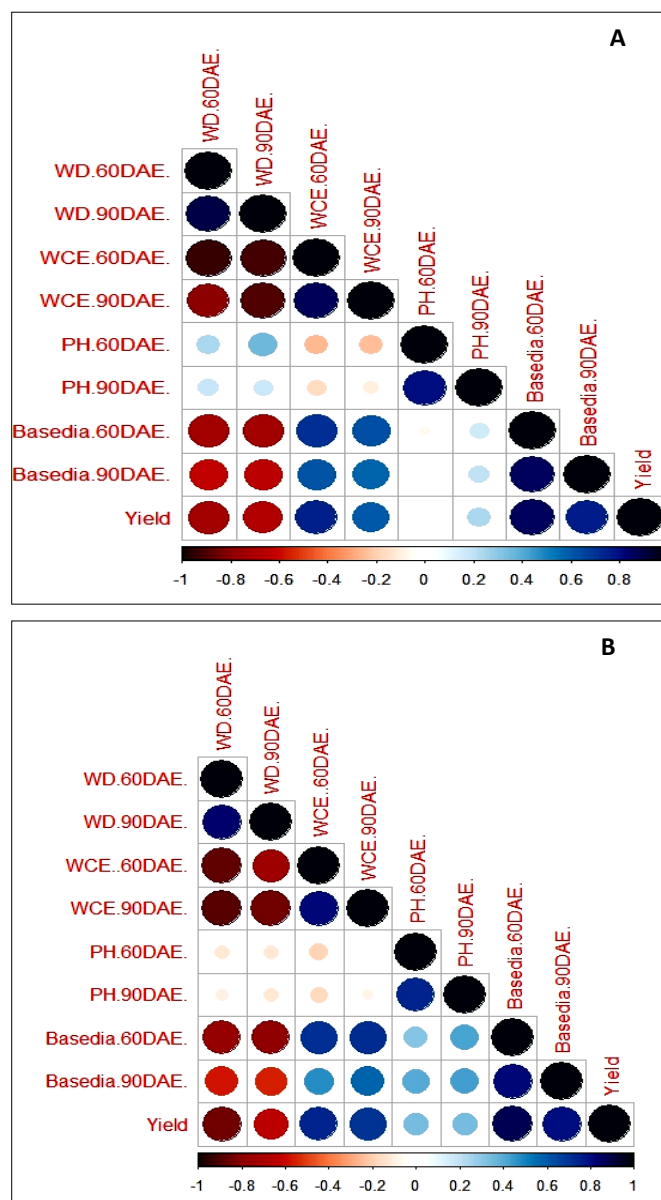 A
WD.60DAE.
WD.90DAE.
WCE.60DAE.
WCE.90DAE.
PH.60DAE.
PH.90DAE.
Basedia.60DAE.
Basedia.90DAE.
Yield
WD.60DAE.
WD.90DAE.
WCE.60DAE.
WCE.90DAE.
PH.60DAE.
PH.90DAE.
Basedia.60DAE.
Basedia.90DAE.
Yield
-1 -0.8 -0.6 -0.4 -0.2 0 0.2 0.4 0.6 0.8
B
WD.60DAE.
WD.90DAE.
WCE..60DAE.
WCE.90DAE.
PH.60DAE.
PH.90DAE.
Basedia.60DAE.
Basedia.90DAE.
Yield
WD.60DAE.
WD.90DAE.
WCE..60DAE.
WCE.90DAE.
PH.60DAE.
PH.90DAE.
Basedia.60DAE.
Basedia.90DAE.
Yield
-1 -0.8 -0.6 -0.4 -0.2 0 0.2 0.4 0.6 0.8 1